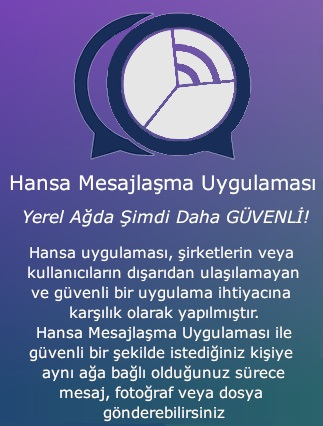 Hansa Mesajlaşma Uygulaması
Yerel Ağda Şimdi Daha GÜVENLİ!
Hansa uygulaması, şirketlerin veya
kullanıcıların dışarıdan ulaşılamayan
ve güvenli bir uygulama ihtiyacına
karşılık olarak yapılmıştır.
Hansa Mesajlaşma Uygulaması ile
güvenli bir şekilde istediğiniz kişiye
aynı ağa bağlı olduğunuz sürece
mesaj, fotoğraf veya dosya
gönderebilirsiniz